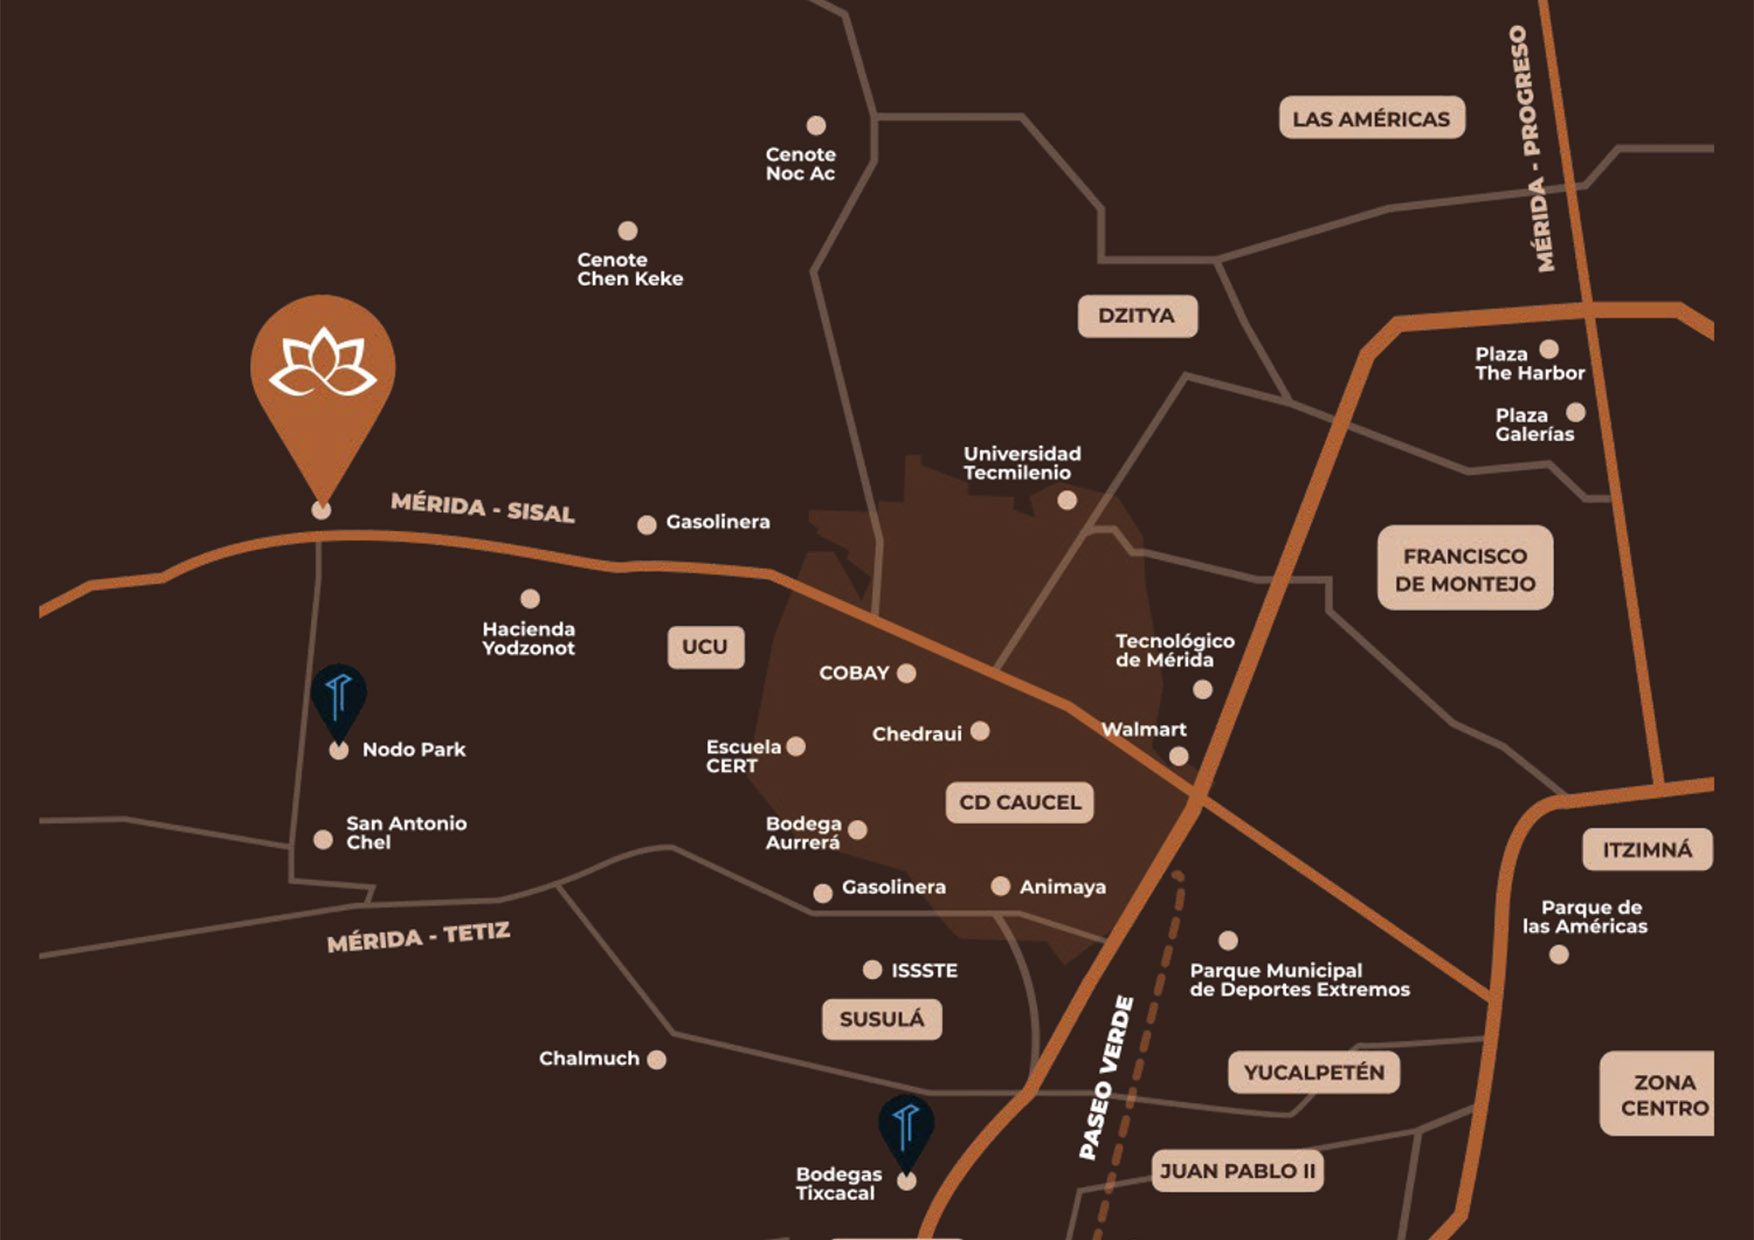 LAS AMÉRICAS
MÉRIDA - PROGRESO
Cenote
Noc Ac
Cenote
Chen Keke
DZITYA
Plaza
The Harbor
Plaza
Galerías
Universidad
Tecmilenio
MÉRIDA - SISAL
Gasolinera
FRANCISCO
DE MONTEJO
Hacienda
Yodzonot
UCU
Tecnológico
de Mérida
COBAY
Chedraui
Walmart
Escuela
CERT
Nodo Park
CD CAUCEL
San Antonio
Chel
Bodega
Aurrerá
ITZIMNÁ
Gasolinera
Animaya
Parque de
las Américas
MÉRIDA - TETIZ
ISSSTE
Parque Municipal
de Deportes Extremos
SUSULÁ
PASEO VERDE
Chalmuch
YUCALPETÉN
ZONA
CENTRO
Bodegas
Tixcacal
JUAN PABLO II